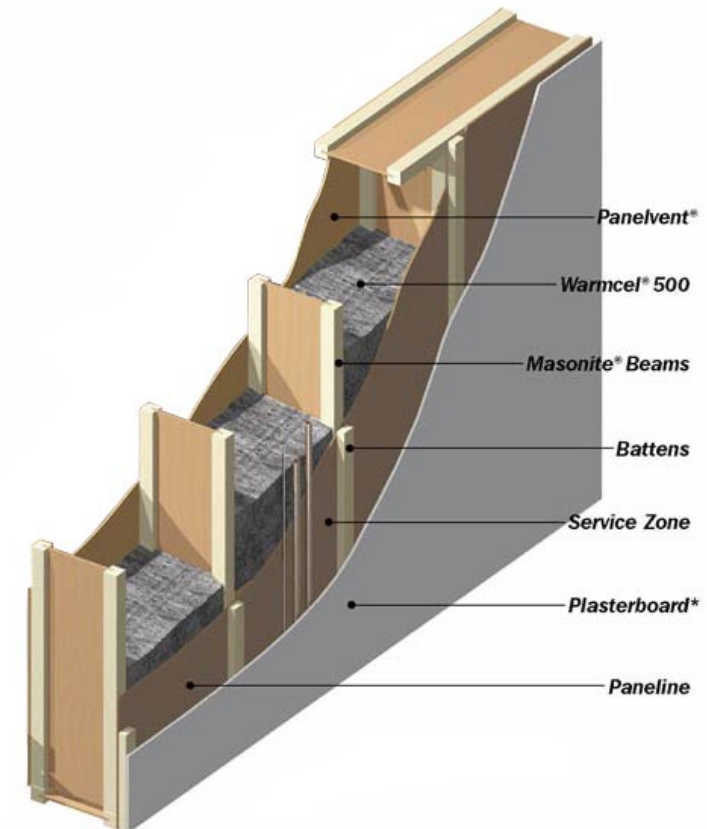 Panelvent®
Warmcel® 500
Masonite® Beams
Battens
Service Zone
Plasterboard*
Paneline